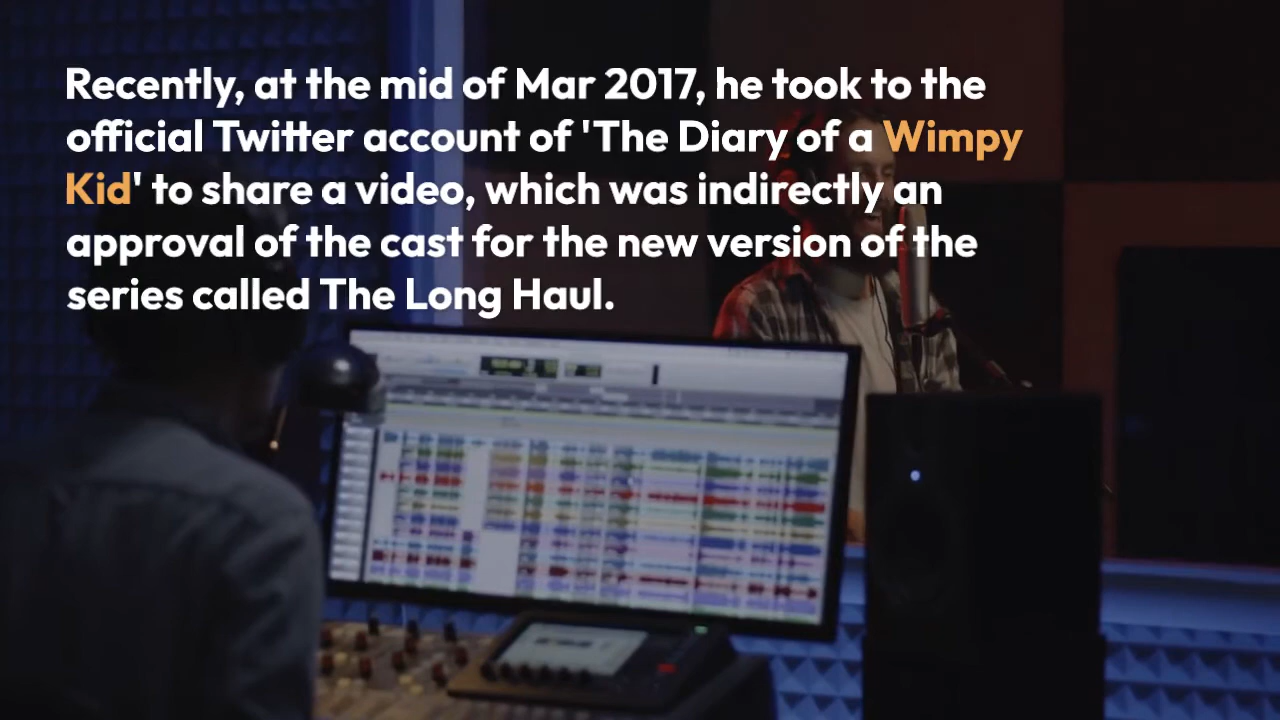 Recently, at the mid of Mar 2017, he took to the
official Twitter account of 'The Diary of a Wimpy
Kid' to share a video, which was indirectly an
approval of the cast for the new version of the
series called The Long Haul.